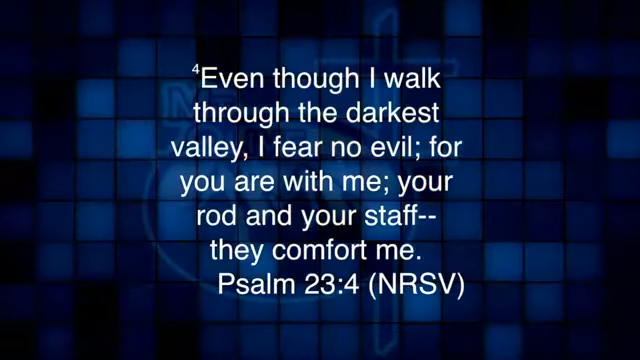 ⁴Even though I walk
through the darkest
valley, I fear no evil; for
you are with me; your
rod and your staff--
they comfort me.
Psalm 23:4 (NRSV)